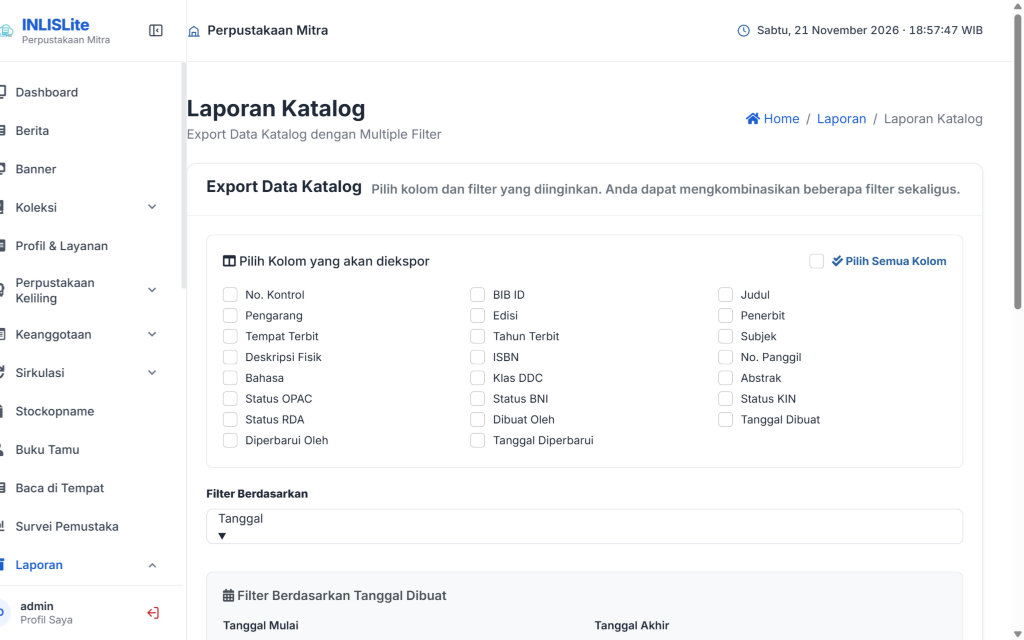 INLISLite
Perpustakaan Mitra
Perpustakaan Mitra
Sabtu, 21 November 2026 · 18:57:47 WIB
Dashboard
Berita
Banner
Koleksi
Profil & Layanan
Perpustakaan
Keliling
Keanggotaan
Sirkulasi
Stockopname
Buku Tamu
Baca di Tempat
Survei Pemustaka
Laporan
admin
Profil Saya
Laporan Katalog
Export Data Katalog dengan Multiple Filter
Home / Laporan / Laporan Katalog
Export Data Katalog Pilih kolom dan filter yang diinginkan. Anda dapat mengkombinasikan beberapa filter sekaligus.
Pilih Kolom yang akan diekspor
Pilih Semua Kolom
No. Kontrol BIB ID Judul
Pengarang Edisi Penerbit
Tempat Terbit Tahun Terbit Subjek
Deskripsi Fisik ISBN No. Panggil
Bahasa Klas DDC Abstrak
Status OPAC Status BNI Status KIN
Status RDA Dibuat Oleh Tanggal Dibuat
Diperbarui Oleh Tanggal Diperbarui
Filter Berdasarkan
Tanggal
Filter Berdasarkan Tanggal Dibuat
Tanggal Mulai Tanggal Akhir